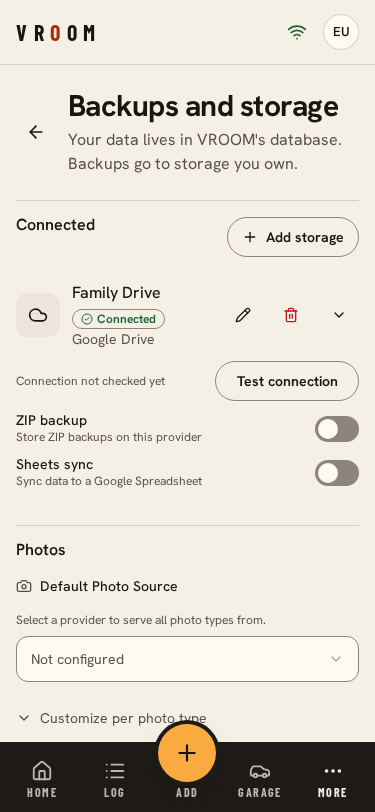 VROOM
EU
Backups and storage
Your data lives in VROOM's database.
Backups go to storage you own.
Connected
Add storage
Family Drive
Connected
Google Drive
Connection not checked yet
Test connection
ZIP backup
Store ZIP backups on this provider
Sheets sync
Sync data to a Google Spreadsheet
Photos
Default Photo Source
Select a provider to serve all photo types from.
Not configured
Customize per photo type
HOME
LOG
ADD
GARAGE
MORE